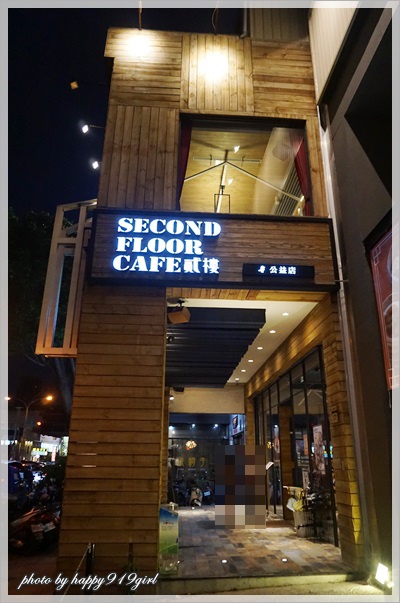 SECOND
FLOOR
CAFE貳樓
公益店
photo by happy919girl